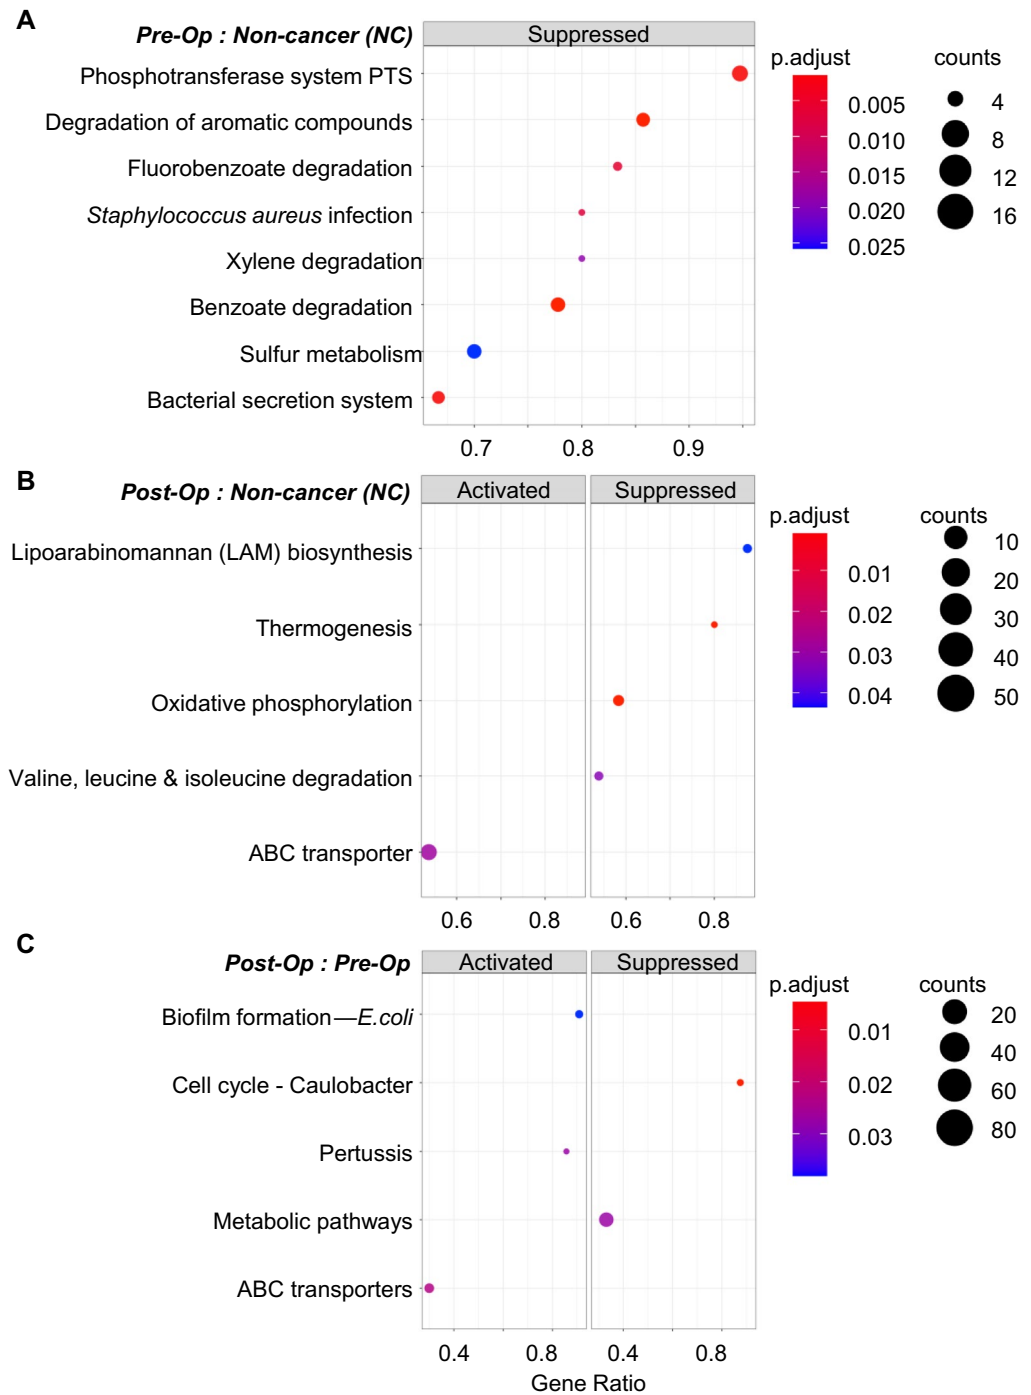 A
Pre-Op : Non-cancer (NC)
Suppressed
Phosphotransferase system PTS
Degradation of aromatic compounds
Fluorobenzoate degradation
Staphylococcus aureus infection
Xylene degradation
Benzoate degradation
Sulfur metabolism
Bacterial secretion system
0.7 0.8 0.9
p.adjust
0.005
0.010
0.015
0.020
0.025
counts
4
8
12
16
B
Post-Op : Non-cancer (NC)
Activated Suppressed
Lipoarabinomannan (LAM) biosynthesis
Thermogenesis
Oxidative phosphorylation
Valine, leucine & isoleucine degradation
ABC transporter
0.6 0.8 0.6 0.8
p.adjust
0.01
0.02
0.03
0.04
counts
10
20
30
40
50
C
Post-Op : Pre-Op
Activated Suppressed
Biofilm formation—E.coli
Cell cycle - Caulobacter
Pertussis
Metabolic pathways
ABC transporters
0.4 0.8 0.4 0.8
Gene Ratio
p.adjust
0.01
0.02
0.03
counts
20
40
60
80